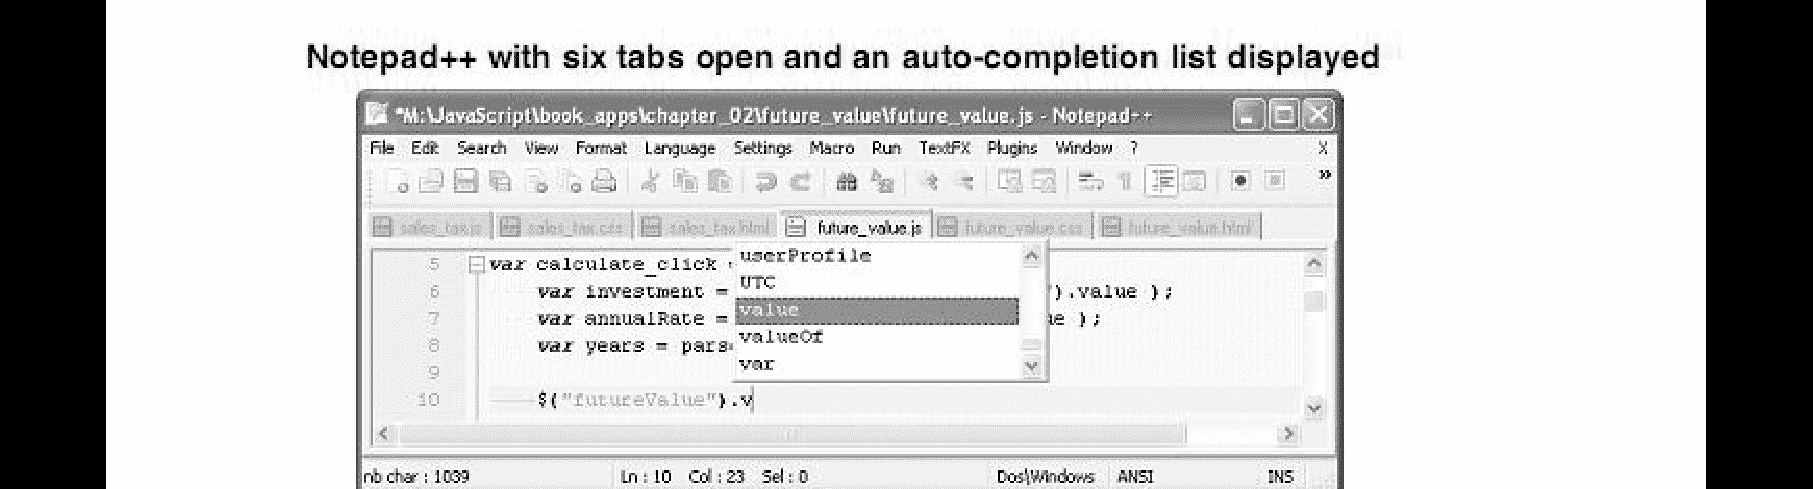 Notepad++ with six tabs open and an auto-completion list displayed
*M:\JavaScript\book_apps\chapter_02\future_value\future_value.js - Notepad++
File Edit Search View Format Language Settings Macro Run TextFX Plugins Window ? X
sales_tax.js sales_tax.css sales_tax.html future_value.js future_value.css future_value.html
userProfile
5 var calculate_click
UTC
6 var investment = ").value );
value
7 var annualRate = ue );
valueOf
8 var years = pars
var
9
10 $("futureValue").v
nb char : 1039 Ln : 10 Col : 23 Sel : 0 Dos\Windows ANSI INS